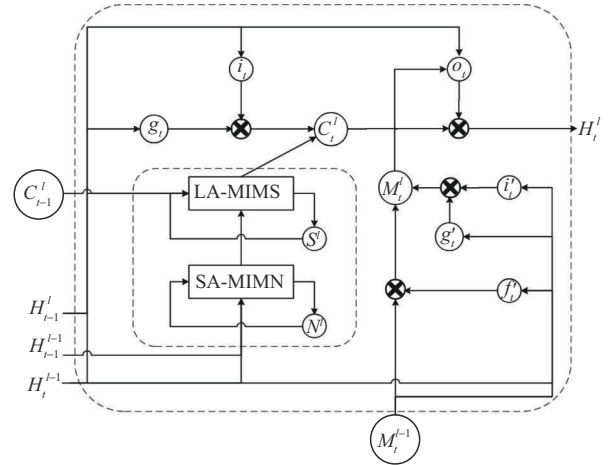 i_t
o_t
g_t
C_t^l
H_t^l
C_{t-1}^l
LA-MIMS
M_t^l
i'_t
g'_t
S^l
SA-MIMN
f'_t
N^l
H_{t-1}^l
H_{t-1}^{l-1}
H_t^{l-1}
M_t^{l-1}